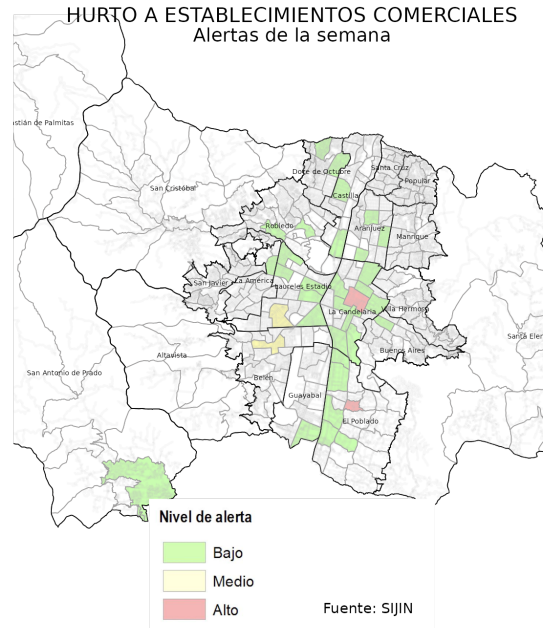 HURTO A ESTABLECIMIENTOS COMERCIALES
Alertas de la semana
astián de Palmitas
Doce de Octubre
Santa Cruz
Popular
San Cristóbal
Castilla
Robledo
Aranjuez
Manrique
San Javier
La América
Laureles Estadio
La Candelaria
Villa Hermosa
Santa Elen
Altavista
Buenos Aires
San Antonio de Prado
Belén
Guayabal
El Poblado
Nivel de alerta
Bajo
Medio
Alto
Fuente: SIJIN